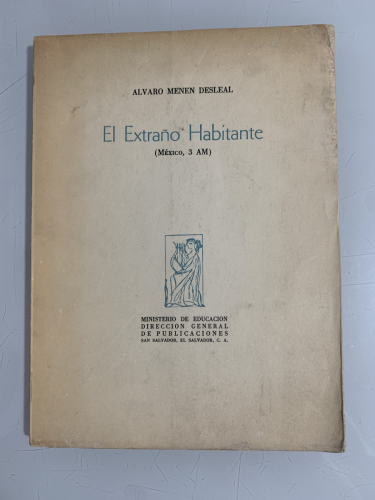 ALVARO MENEN DESLEAL
El Extraño Habitante
(MÉXICO, 3 AM)
MINISTERIO DE EDUCACION
DIRECCION GENERAL
DE PUBLICACIONES
SAN SALVADOR, EL SALVADOR, C. A.